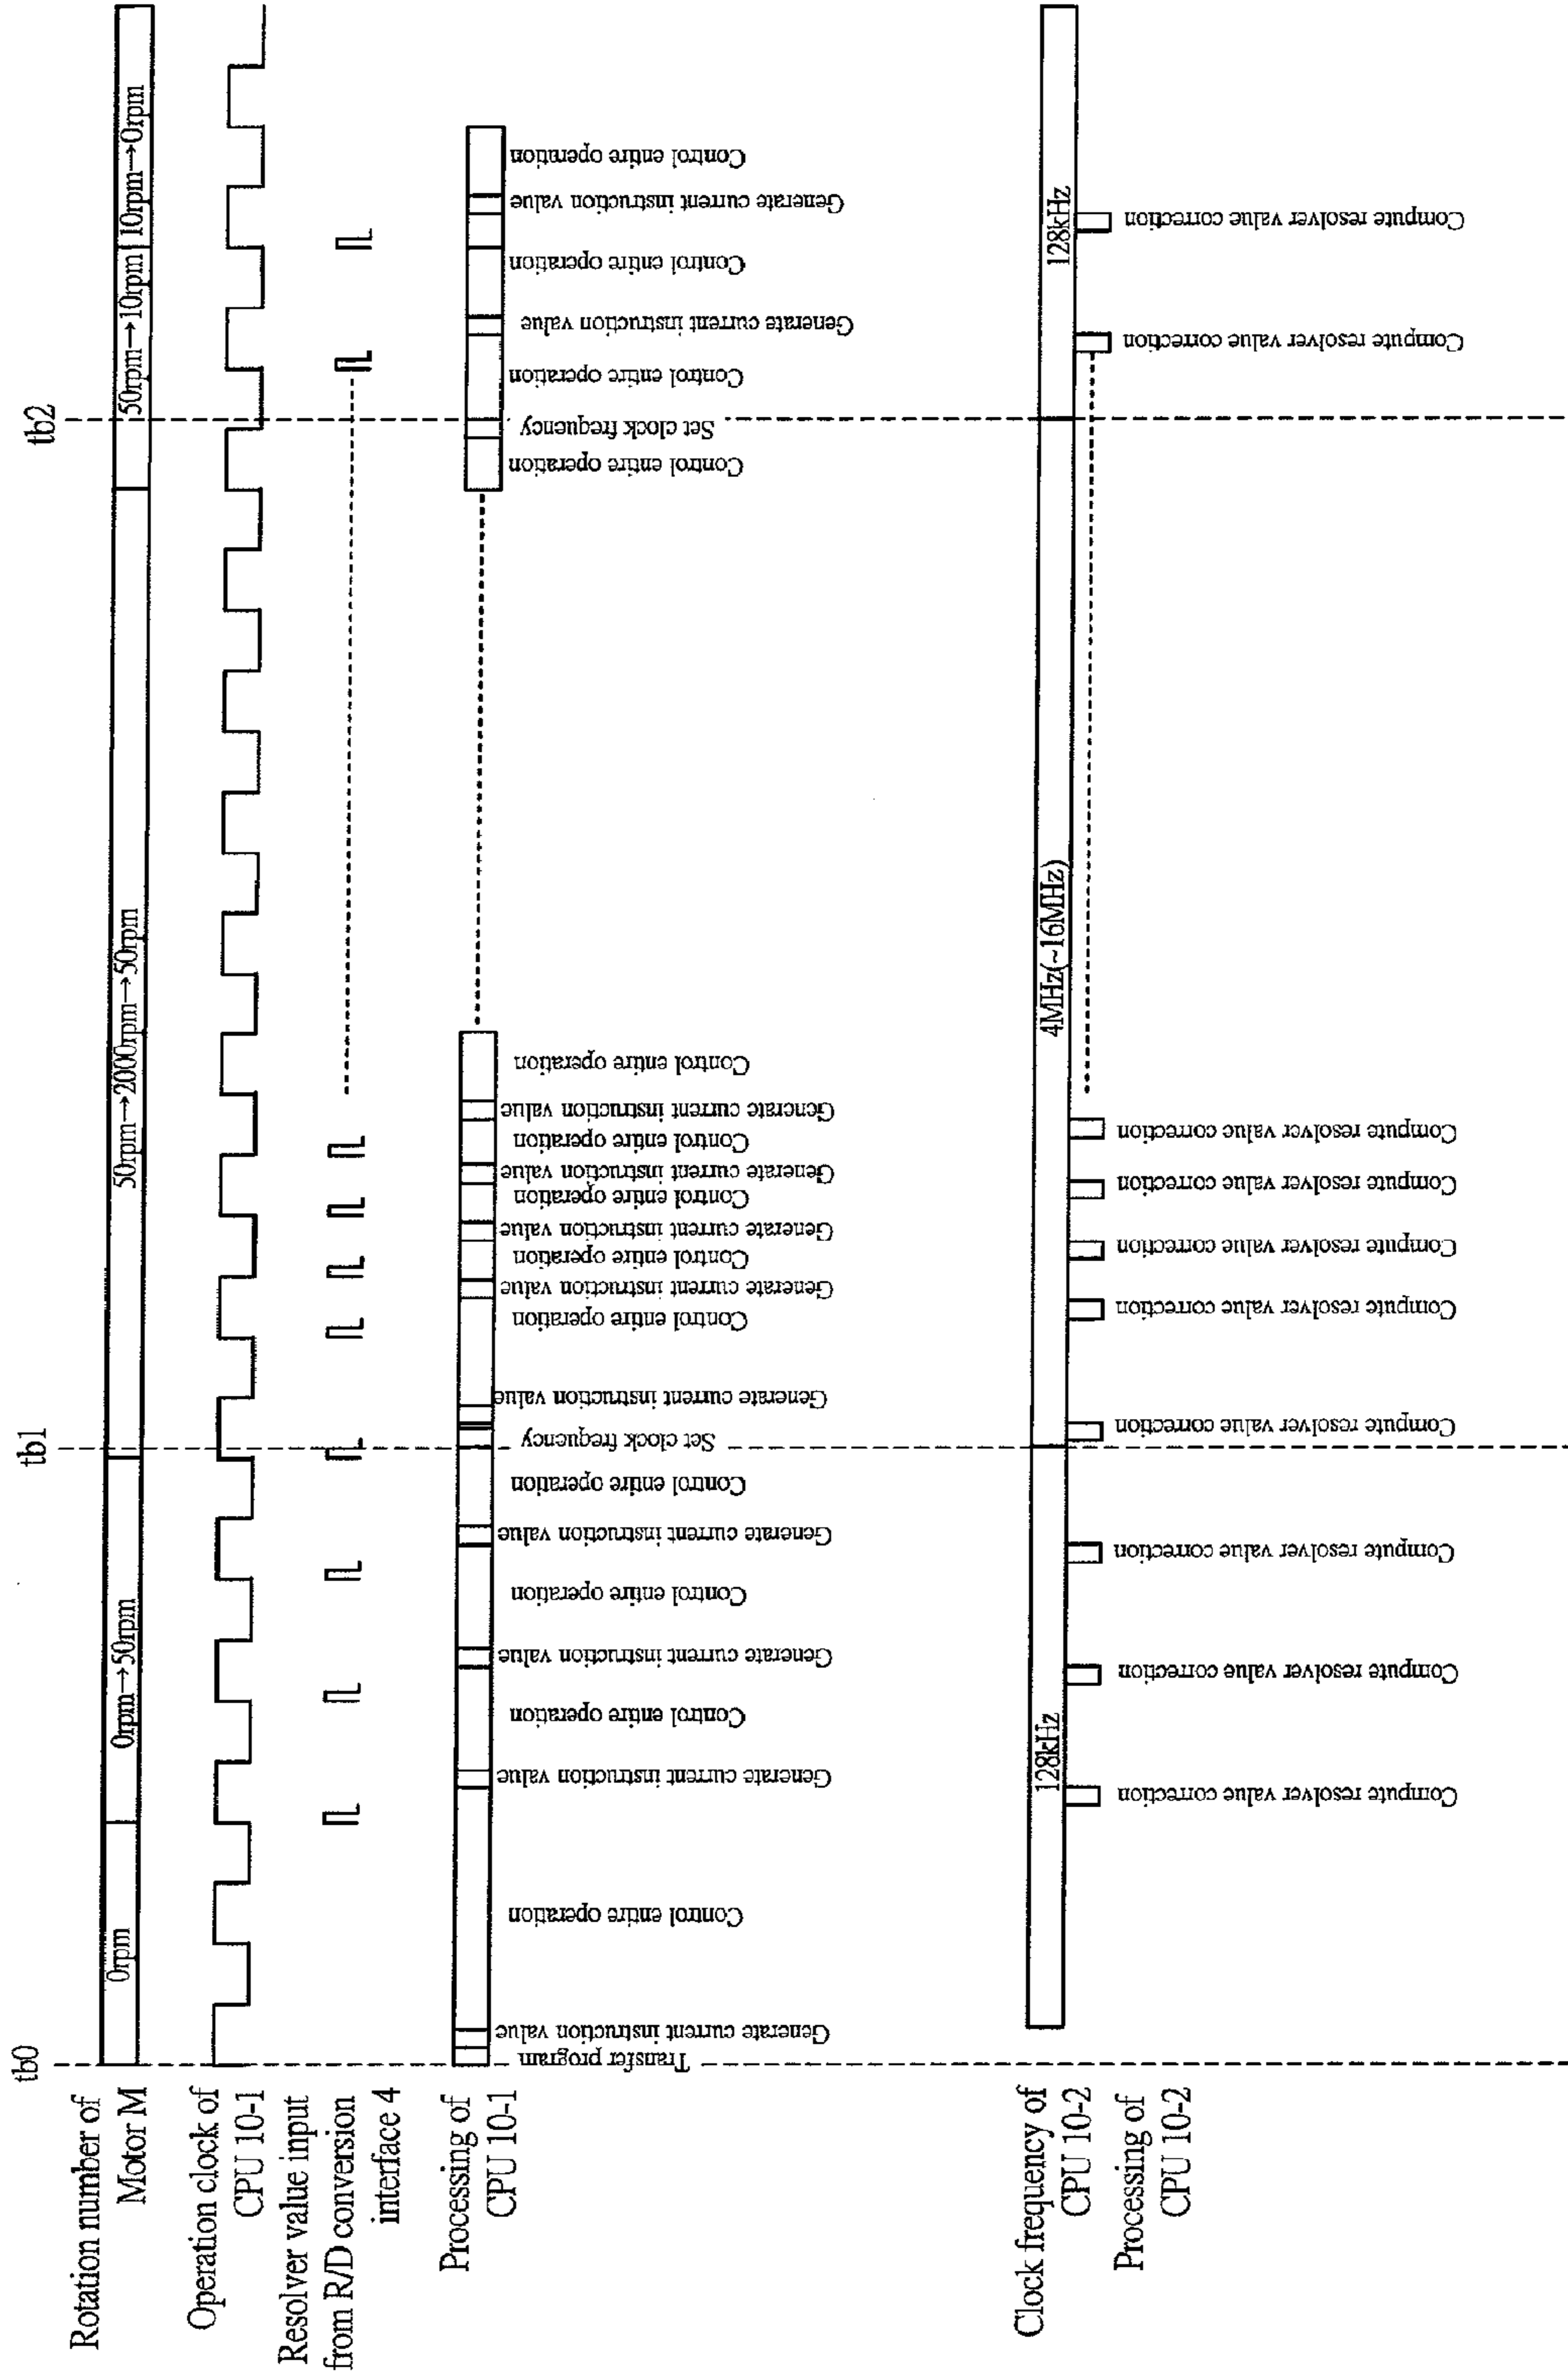 tb0
tb1
tb2
Rotation number of
Motor M
0rpm
0rpm→50rpm
50rpm→2000rpm→50rpm
50rpm→10rpm
10rpm→0rpm
Operation clock of
CPU 10-1
Resolver value input
from R/D conversion
interface 4
Processing of
CPU 10-1
Transfer program
Generate current instruction value
Control entire operation
Generate current instruction value
Control entire operation
Generate current instruction value
Control entire operation
Generate current instruction value
Control entire operation
Set clock frequency
Generate current instruction value
Control entire operation
Generate current instruction value
Control entire operation
Generate current instruction value
Control entire operation
Generate current instruction value
Control entire operation
Generate current instruction value
Control entire operation
Control entire operation
Set clock frequency
Control entire operation
Generate current instruction value
Control entire operation
Generate current instruction value
Control entire operation
Clock frequency of
CPU 10-2
128kHz
4MHz(~16MHz)
128kHz
Processing of
CPU 10-2
Compute resolver value correction
Compute resolver value correction
Compute resolver value correction
Compute resolver value correction
Compute resolver value correction
Compute resolver value correction
Compute resolver value correction
Compute resolver value correction
Compute resolver value correction
Compute resolver value correction